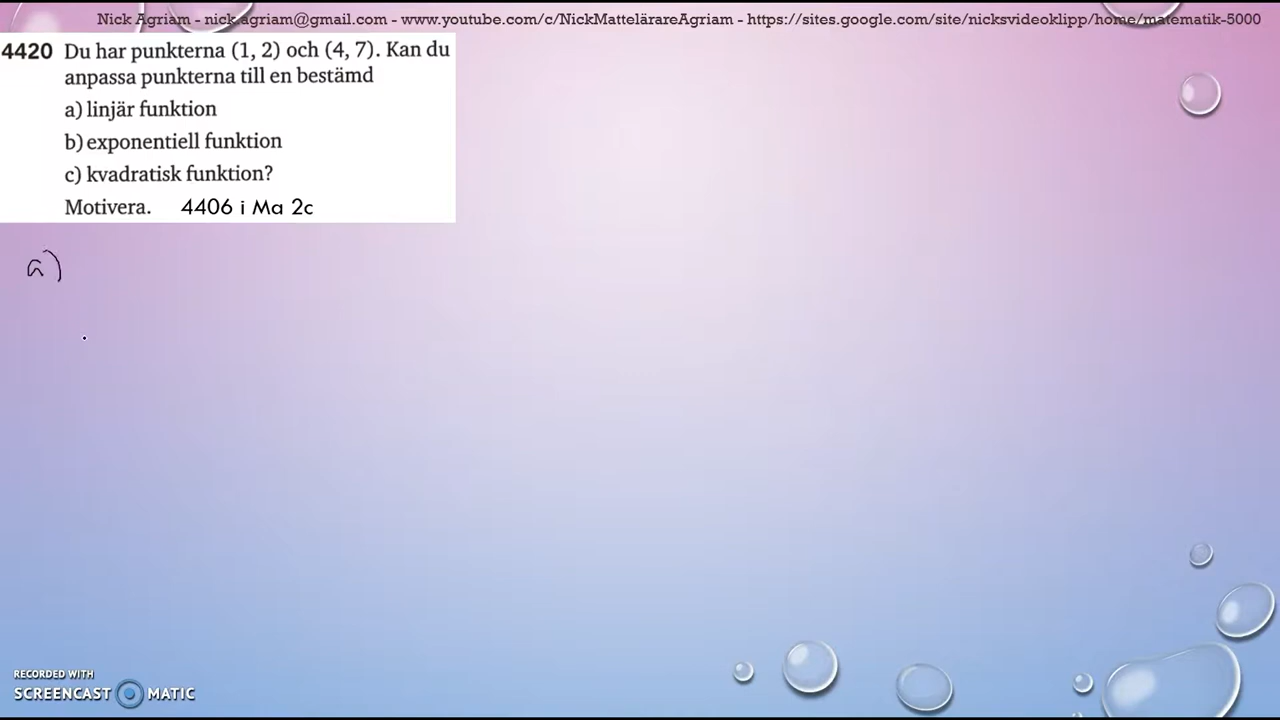 Nick Agriam - nick.agriam@gmail.com - www.youtube.com/c/NickMattelärareAgriam - https://sites.google.com/site/nicksvideoklipp/home/matematik-5000
4420 Du har punkterna (1, 2) och (4, 7). Kan du
anpassa punkterna till en bestämd
a) linjär funktion
b) exponentiell funktion
c) kvadratisk funktion?
Motivera. 4406 i Ma 2c
a)
RECORDED WITH
SCREENCAST MATIC